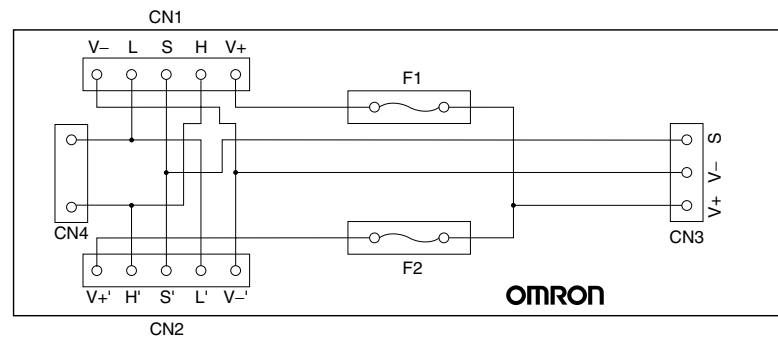 CN1
V− L S H V+
F1
S
V−
V+
CN4
CN3
F2
V+' H' S' L' V−'
OMRON
CN2